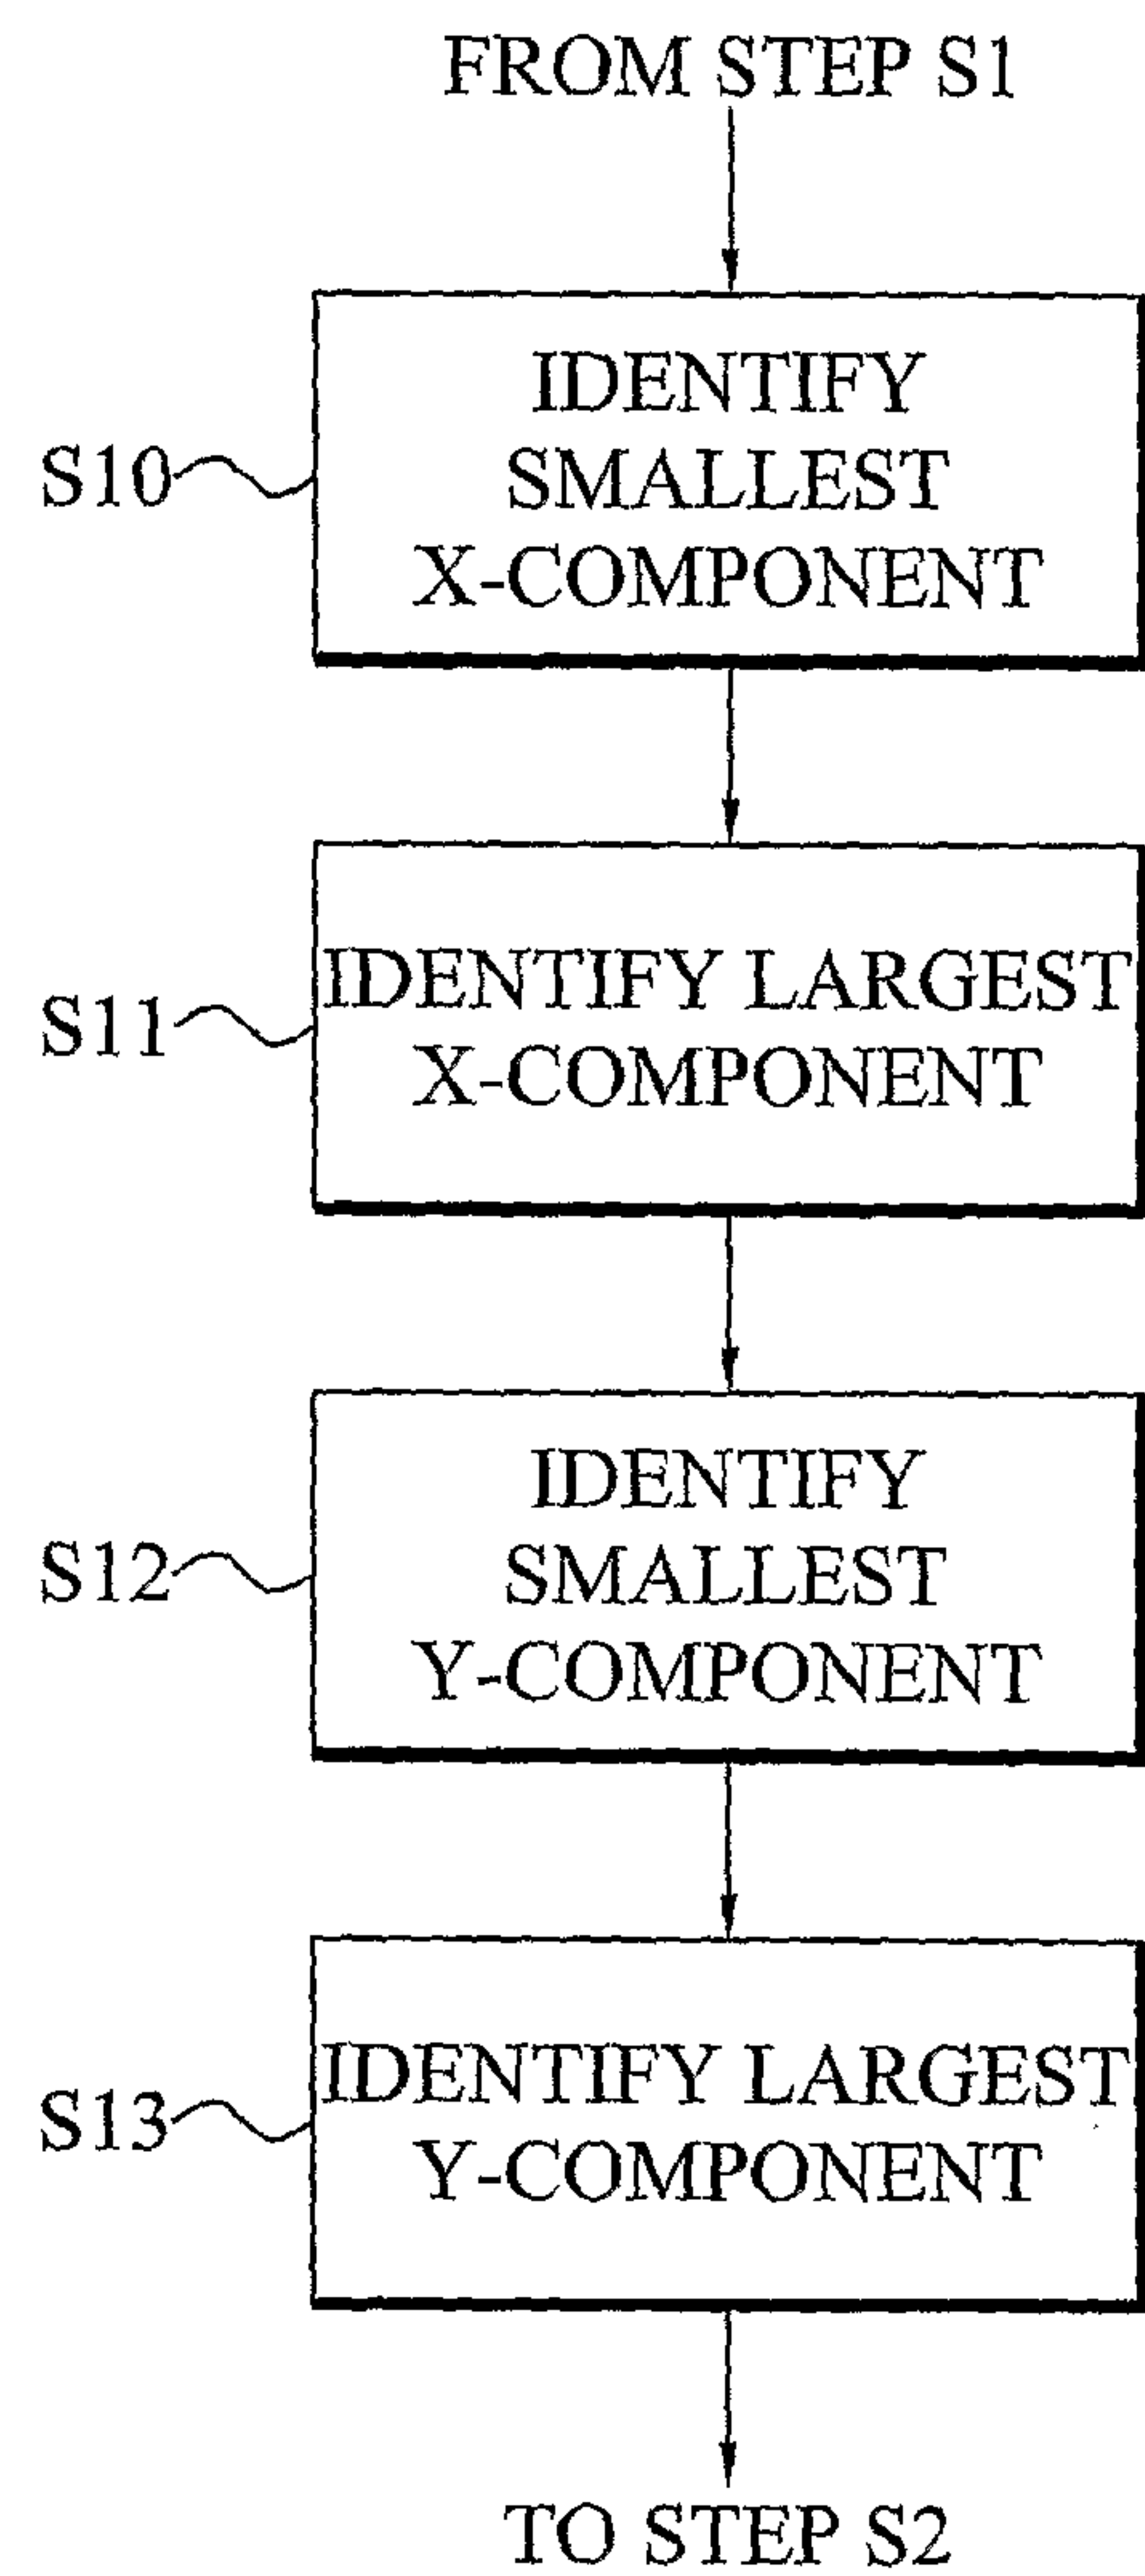 FROM STEP S1
IDENTIFY
SMALLEST
X-COMPONENT
S10
IDENTIFY LARGEST
X-COMPONENT
S11
IDENTIFY
SMALLEST
Y-COMPONENT
S12
IDENTIFY LARGEST
Y-COMPONENT
S13
TO STEP S2